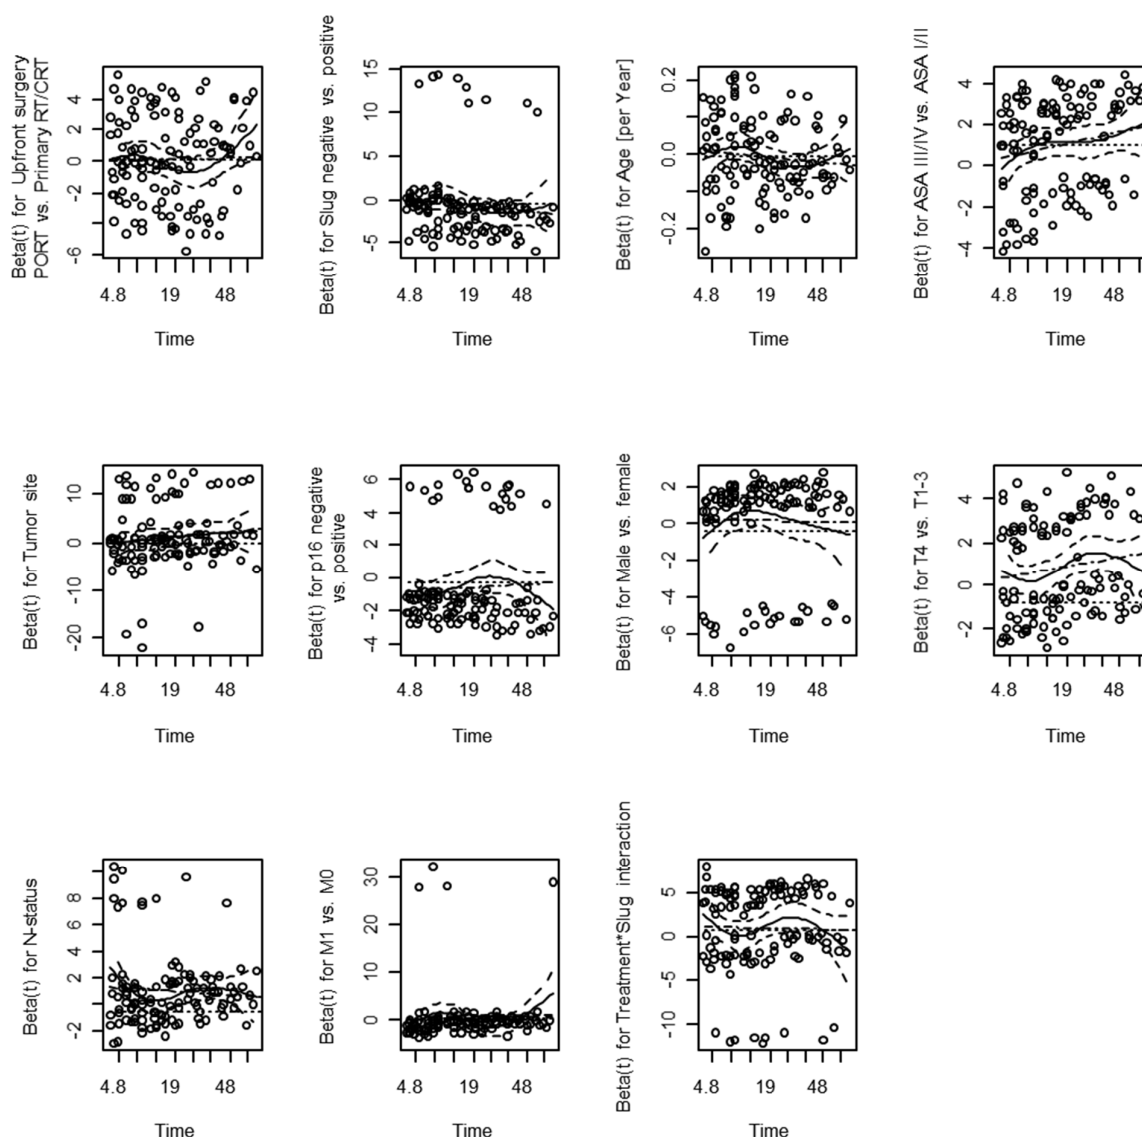 Beta(t) for Upfront surgery
PORT vs. Primary RT/CRT
4
2
0
-2
-6
4.8 19 48
Time
Beta(t) for Slug negative vs. positive
15
10
5
0
-5
4.8 19 48
Time
Beta(t) for Age [per Year]
0.2
0.0
-0.2
4.8 19 48
Time
Beta(t) for ASA III/IV vs. ASA I/II
4
2
0
-2
-4
4.8 19 48
Time
Beta(t) for Tumor site
10
0
-10
-20
4.8 19 48
Time
Beta(t) for p16 negative
vs. positive
6
4
2
0
-2
-4
4.8 19 48
Time
Beta(t) for Male vs. female
2
0
-2
-4
-6
4.8 19 48
Time
Beta(t) for T4 vs. T1-3
4
2
0
-2
4.8 19 48
Time
Beta(t) for N-status
8
6
4
2
-2
4.8 19 48
Time
Beta(t) for M1 vs. M0
30
20
10
0
4.8 19 48
Time
Beta(t) for Treatment*Slug interaction
5
0
-5
-10
4.8 19 48
Time